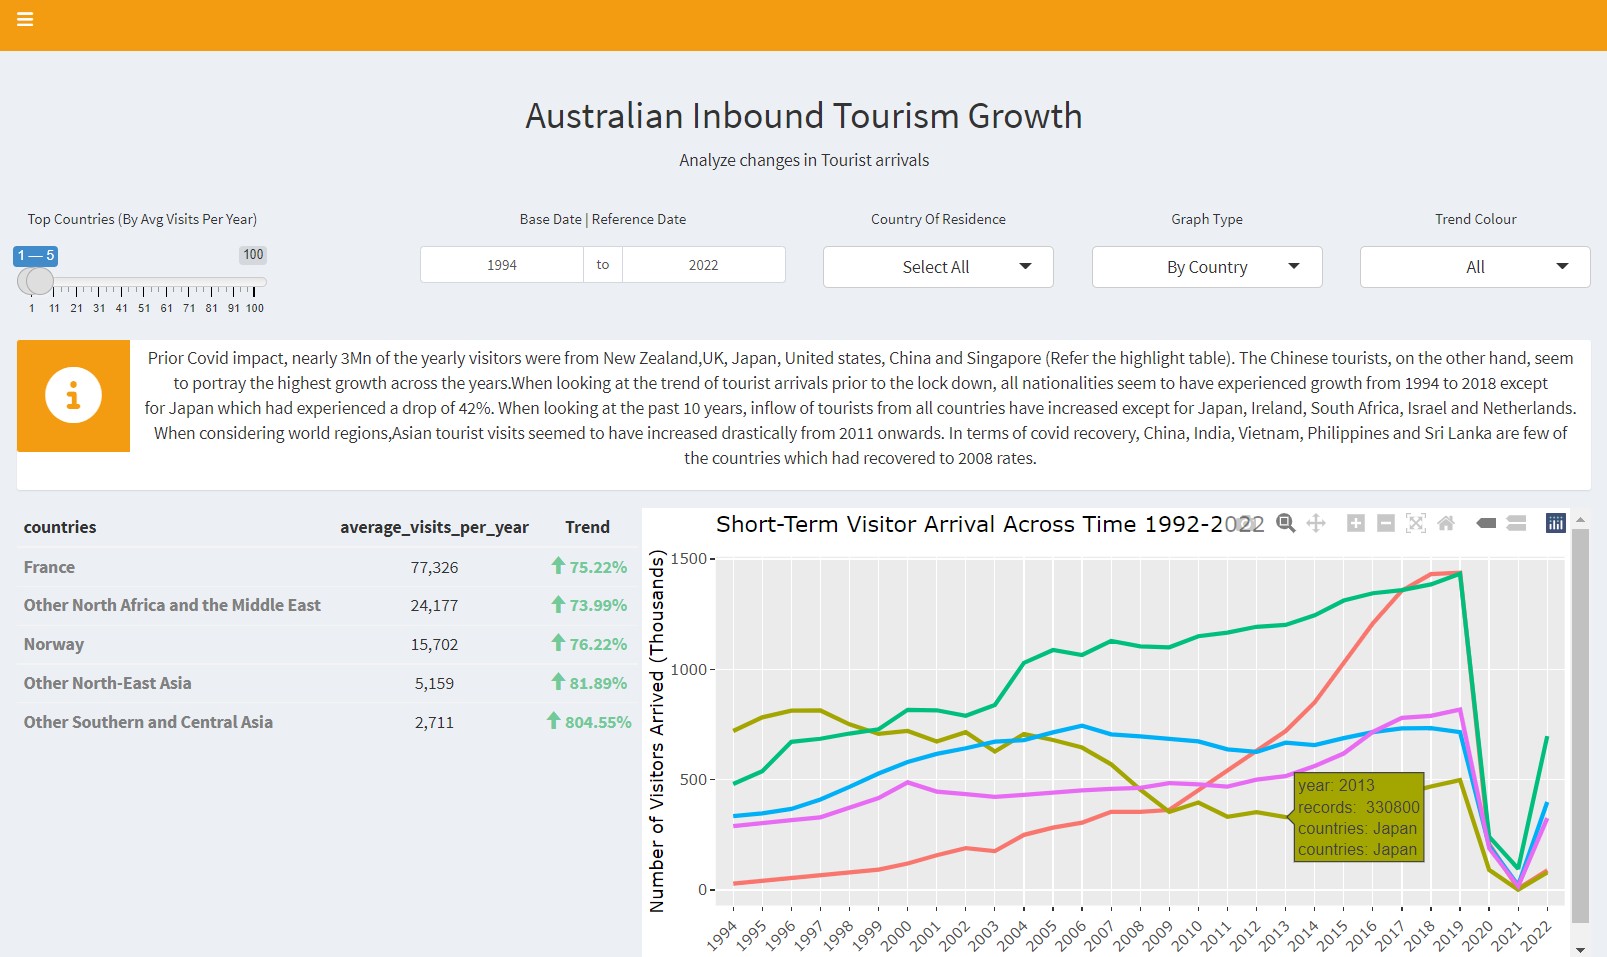 Australian Inbound Tourism Growth
Analyze changes in Tourist arrivals
Top Countries (By Avg Visits Per Year)
Base Date | Reference Date
Country Of Residence
Graph Type
Trend Colour
1 — 5
100
1 11 21 31 41 51 61 71 81 91 100
1994 to 2022
Select All
By Country
All
Prior Covid impact, nearly 3Mn of the yearly visitors were from New Zealand,UK, Japan, United states, China and Singapore (Refer the highlight table). The Chinese tourists, on the other hand, seem
to portray the highest growth across the years.When looking at the trend of tourist arrivals prior to the lock down, all nationalities seem to have experienced growth from 1994 to 2018 except
for Japan which had experienced a drop of 42%. When looking at the past 10 years, inflow of tourists from all countries have increased except for Japan, Ireland, South Africa, Israel and Netherlands.
When considering world regions,Asian tourist visits seemed to have increased drastically from 2011 onwards. In terms of covid recovery, China, India, Vietnam, Philippines and Sri Lanka are few of
the countries which had recovered to 2008 rates.
countries average_visits_per_year Trend
France 77,326 75.22%
Other North Africa and the Middle East 24,177 73.99%
Norway 15,702 76.22%
Other North-East Asia 5,159 81.89%
Other Southern and Central Asia 2,711 804.55%
Short-Term Visitor Arrival Across Time 1992-2022
Number of Visitors Arrived (Thousands)
1500
1000
500
0
year: 2013
records: 330800
countries: Japan
countries: Japan
1994 1995 1996 1997 1998 1999 2000 2001 2002 2003 2004 2005 2006 2007 2008 2009 2010 2011 2012 2013 2014 2015 2016 2017 2018 2019 2020 2021 2022